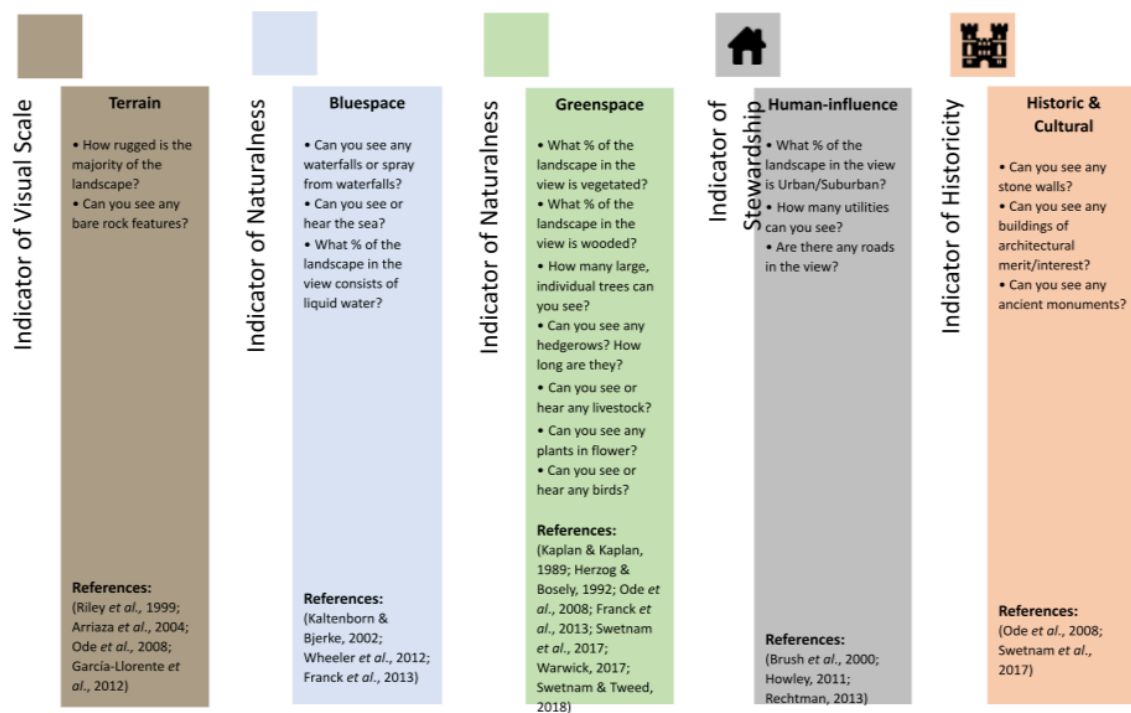 Indicator of Visual Scale
Terrain
• How rugged is the
majority of the
landscape?
• Can you see any
bare rock features?
References:
(Riley et al., 1999;
Arriaza et al., 2004;
Ode et al., 2008;
García-Llorente et
al., 2012)
Indicator of Naturalness
Bluespace
• Can you see any
waterfalls or spray
from waterfalls?
• Can you see or
hear the sea?
• What % of the
landscape in the
view consists of
liquid water?
References:
(Kaltenborn &
Bjerke, 2002;
Wheeler et al., 2012;
Franck et al., 2013)
Indicator of Naturalness
Greenspace
• What % of the
landscape in the
view is vegetated?
• What % of the
landscape in the
view is wooded?
• How many large,
individual trees can
you see?
• Can you see any
hedgerows? How
long are they?
• Can you see or
hear any livestock?
• Can you see any
plants in flower?
• Can you see or
hear any birds?
References:
(Kaplan & Kaplan,
1989; Herzog &
Bosely, 1992; Ode et
al., 2008; Franck et
al., 2013; Swetnam
et al., 2017;
Warwick, 2017;
Swetnam & Tweed,
2018)
Indicator of
Stewardship
Human-influence
• What % of the
landscape in the view
is Urban/Suburban?
• How many utilities
can you see?
• Are there any roads
in the view?
References:
(Brush et al., 2000;
Howley, 2011;
Rechtman, 2013)
Indicator of Historicity
Historic &
Cultural
• Can you see any
stone walls?
• Can you see any
buildings of
architectural
merit/interest?
• Can you see any
ancient monuments?
References:
(Ode et al., 2008;
Swetnam et al.,
2017)